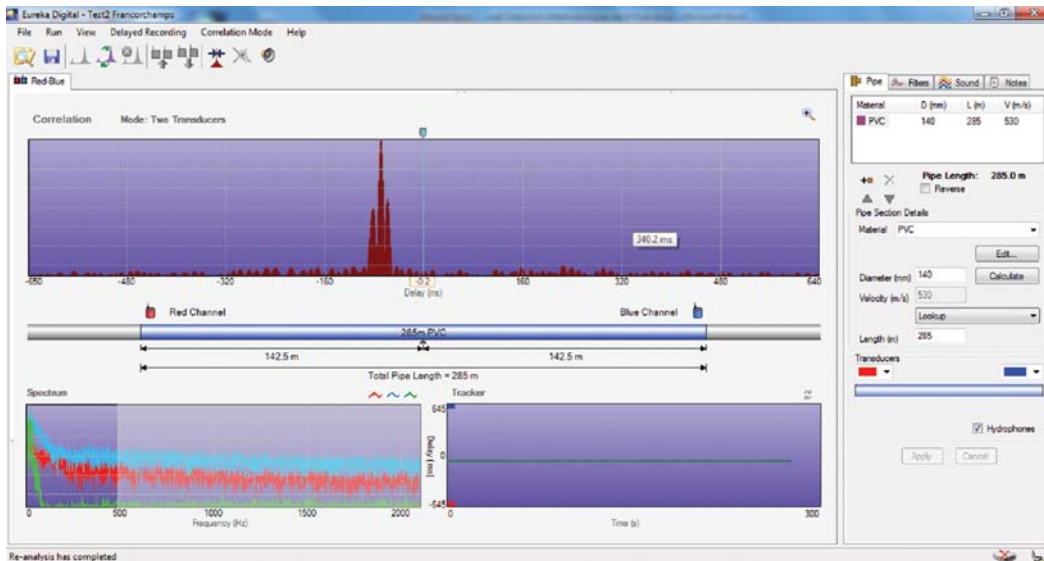 Eureka Digital - Test2 Francorchamps
File Run View Delayed Recording Correlation Mode Help
Red-Blue
Correlation Mode: Two Transducers
340.2 ms
-650 -480 -320 -160 -0.2 160 320 480 640
Delay (ms)
Red Channel Blue Channel
285m PVC
142.5 m 142.5 m
Total Pipe Length = 285 m
Spectrum
0 500 1000 1500 2000
Frequency (Hz)
Tracker
645
0
-645
Delay (ms)
0 300
Time (s)
Pipe Filters Sound Notes
Material D (mm) L (m) V (m/s)
PVC 140 285 530
Pipe Length: 285.0 m
Reverse
Pipe Section Details
Material PVC
Edit...
Diameter (mm) 140 Calculate
Velocity (m/s) 530
Lookup
Length (m) 285
Transducers
Hydrophones
Apply Cancel
Re-analysis has completed